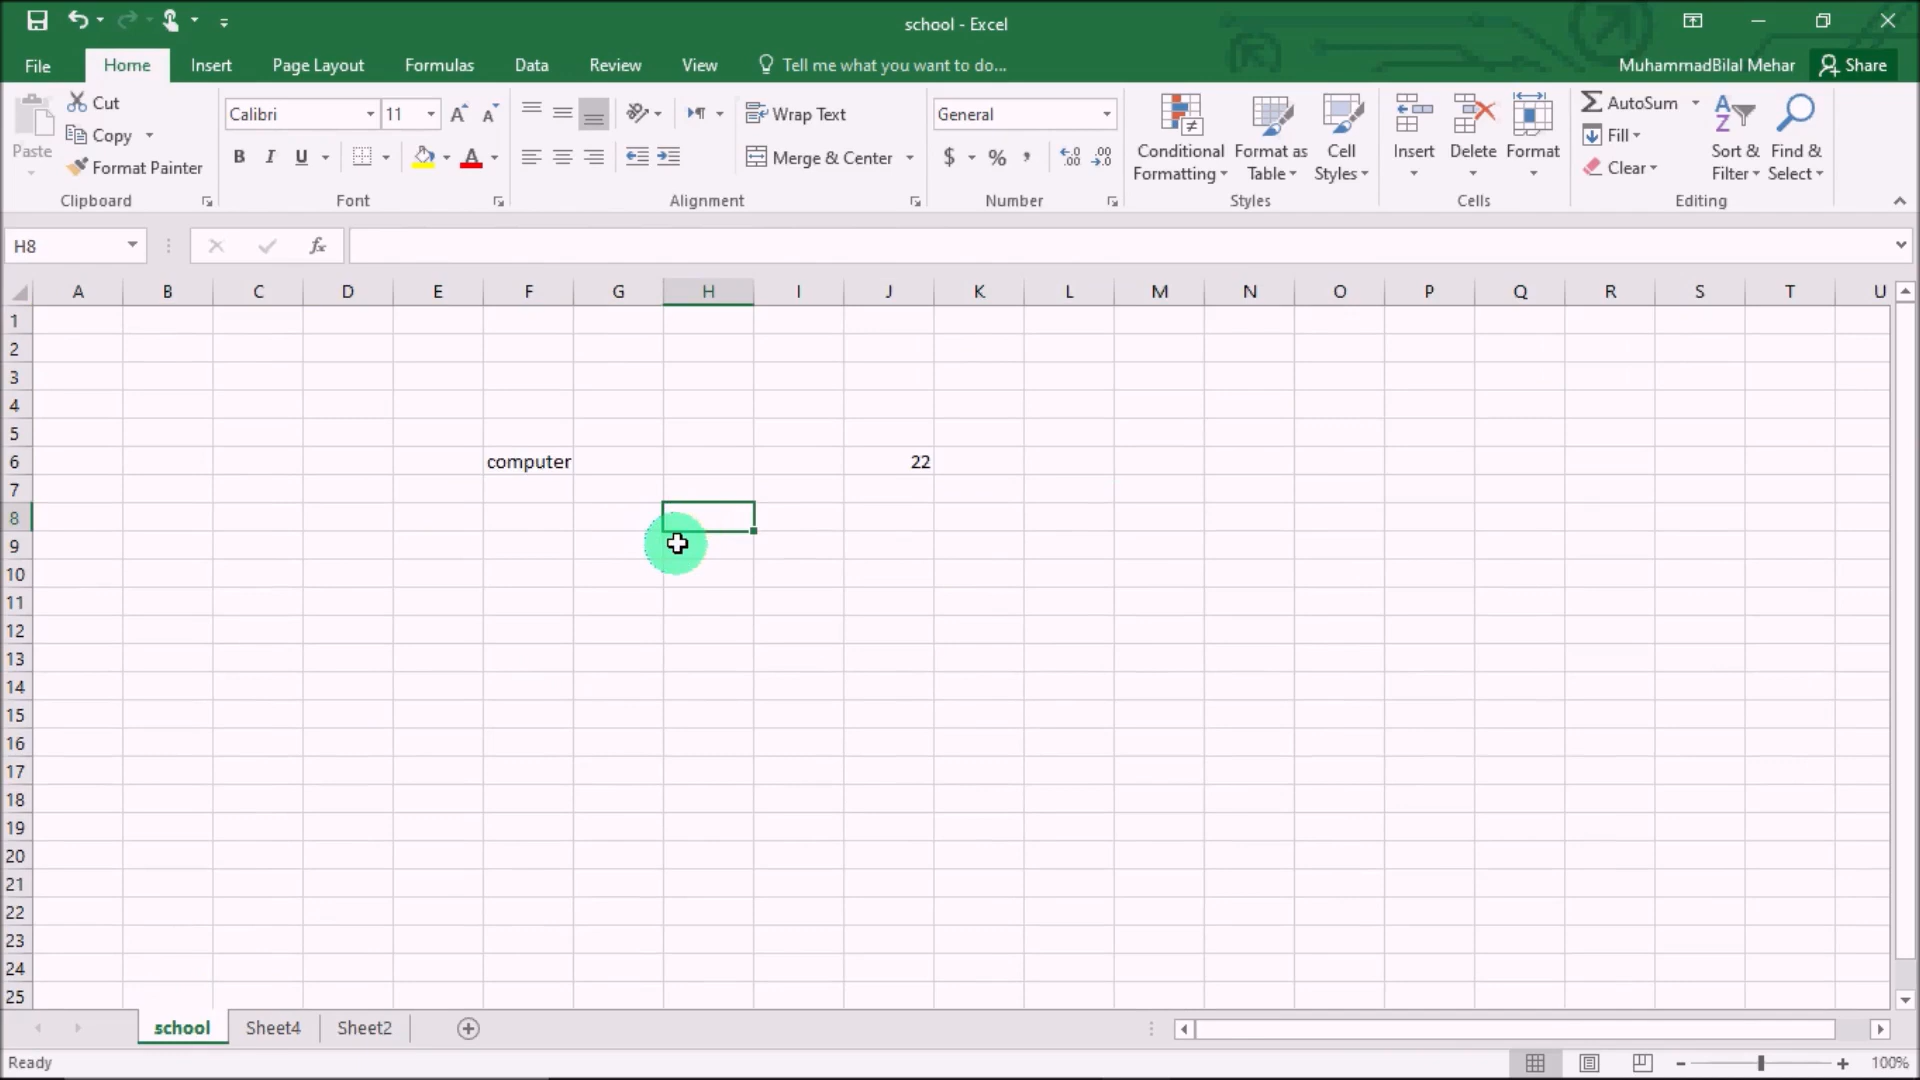 school - Excel
File Home Insert Page Layout Formulas Data Review View Tell me what you want to do... MuhammadBilal Mehar Share
Paste Cut Copy Format Painter Clipboard
Calibri 11 B I U A Font
Wrap Text Merge & Center Alignment
General $ % Number
Conditional Formatting Format as Table Cell Styles Styles
Insert Delete Format Cells
AutoSum Fill Clear Sort & Filter Find & Select Editing
H8 fx
A B C D E F G H I J K L M N O P Q R S T U
1
2
3
4
5
6 computer 22
7
8
9
10
11
12
13
14
15
16
17
18
19
20
21
22
23
24
25
school Sheet4 Sheet2
Ready 100%